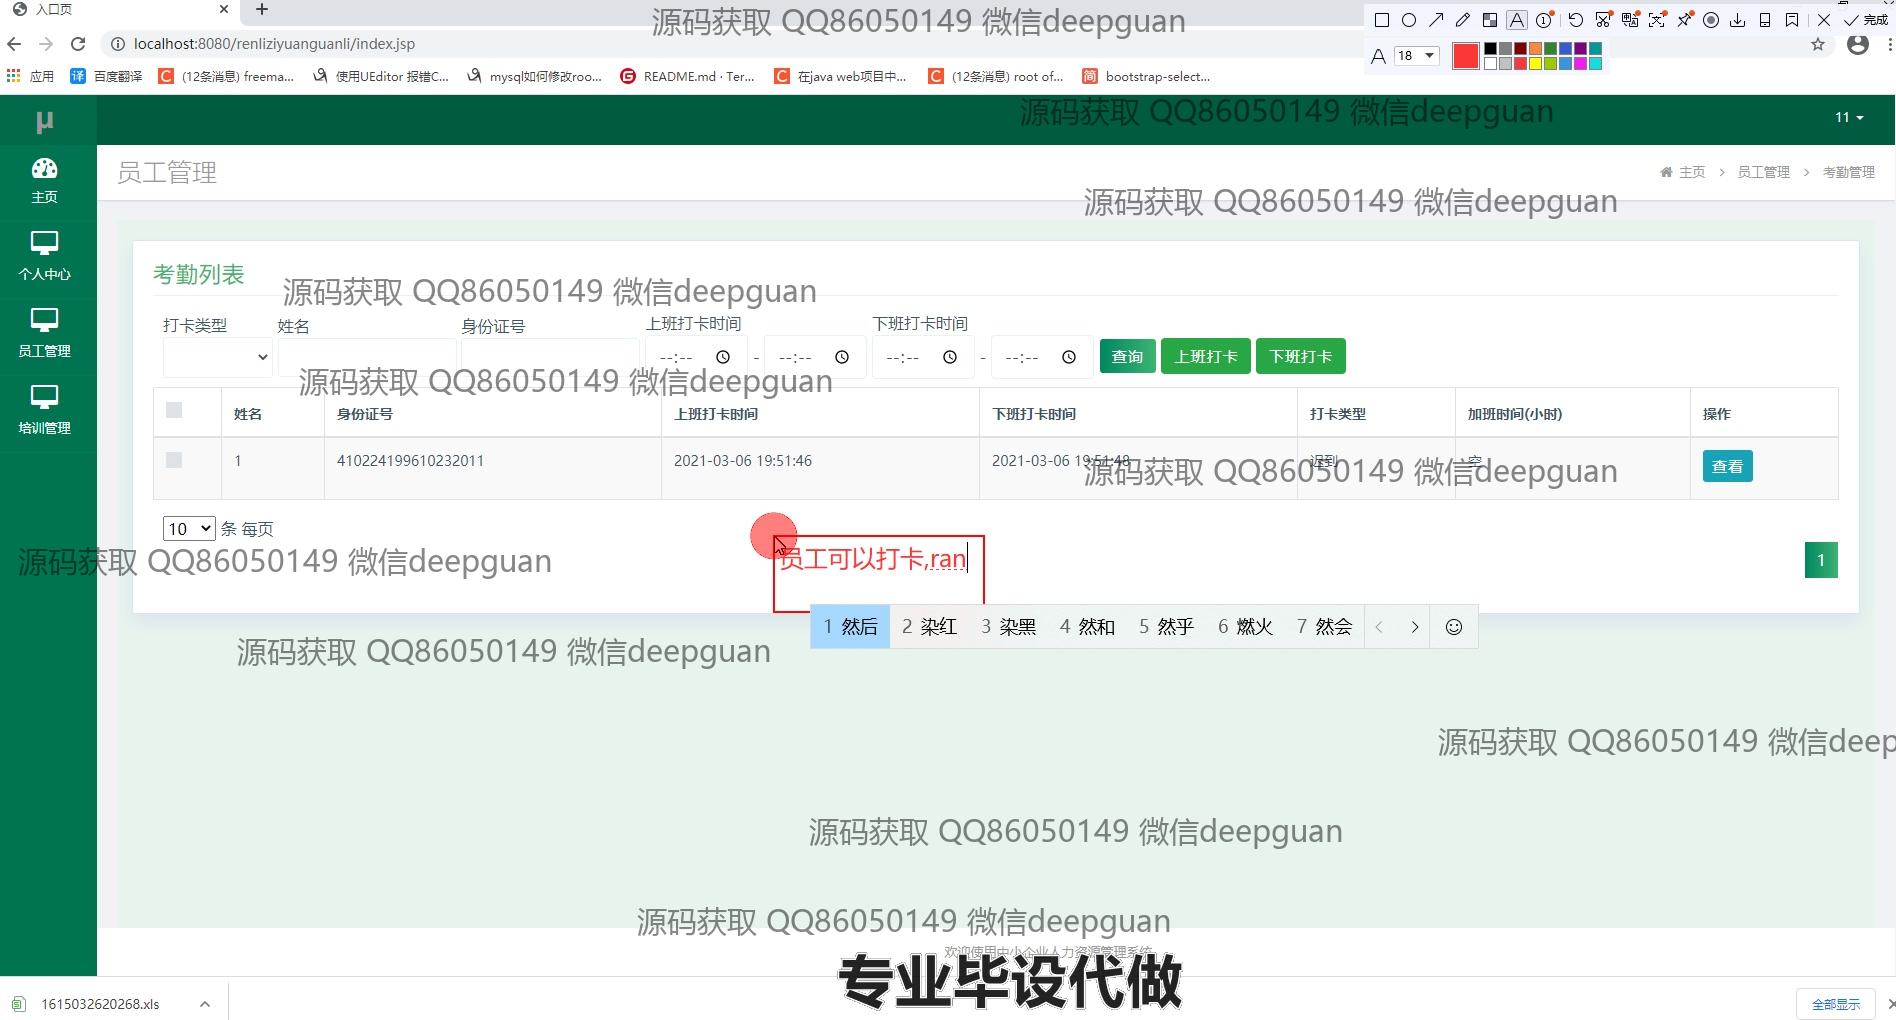 入口页
源码获取 QQ86050149 微信deepguan
完成
localhost:8080/renliziyuanguanli/index.jsp
A 18
应用 百度翻译 (12条消息) freema... 使用UEditor 报错C... mysql如何修改roo... README.md · Ter... 在java web项目中... (12条消息) root of... bootstrap-select...
源码获取 QQ86050149 微信deepguan
μ
11
主页
员工管理
主页 > 员工管理 > 考勤管理
源码获取 QQ86050149 微信deepguan
个人中心
考勤列表
源码获取 QQ86050149 微信deepguan
打卡类型 姓名 身份证号 上班打卡时间 下班打卡时间
员工管理
--:-- - --:-- --:-- - --:-- 查询 上班打卡 下班打卡
源码获取 QQ86050149 微信deepguan
姓名 身份证号 上班打卡时间 下班打卡时间 打卡类型 加班时间(小时) 操作
培训管理
1 410224199610232011 2021-03-06 19:51:46 2021-03-06 19:51:48 迟到 空 查看
源码获取 QQ86050149 微信deepguan
10 条 每页
源码获取 QQ86050149 微信deepguan
员工可以打卡,ran
1
1 然后 2 染红 3 染黑 4 然和 5 然乎 6 燃火 7 然会
源码获取 QQ86050149 微信deepguan
源码获取 QQ86050149 微信deep
源码获取 QQ86050149 微信deepguan
源码获取 QQ86050149 微信deepguan
欢迎使用中小企业人力资源管理系统
专业毕设代做
1615032620268.xls
全部显示